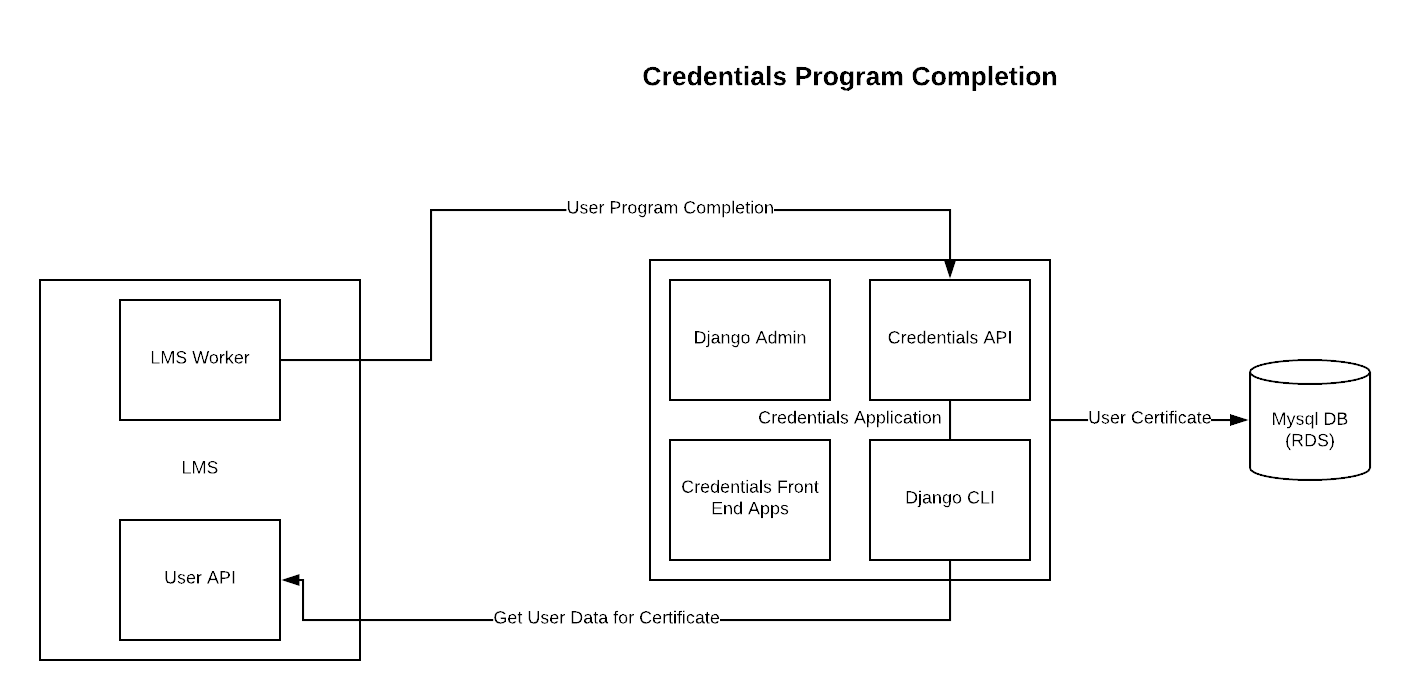 Credentials Program Completion
User Program Completion
LMS Worker
LMS
User API
Django Admin
Credentials API
Credentials Application
Credentials Front
End Apps
Django CLI
User Certificate
Mysql DB
(RDS)
Get User Data for Certificate